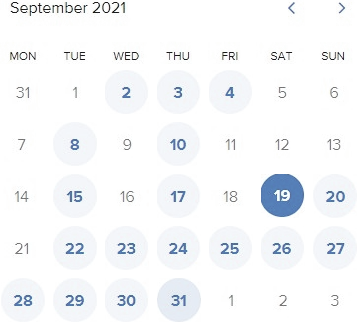 September 2021
MON TUE WED THU FRI SAT SUN
31 1 2 3 4 5 6
7 8 9 10 11 12 13
14 15 16 17 18 19 20
21 22 23 24 25 26 27
28 29 30 31 1 2 3